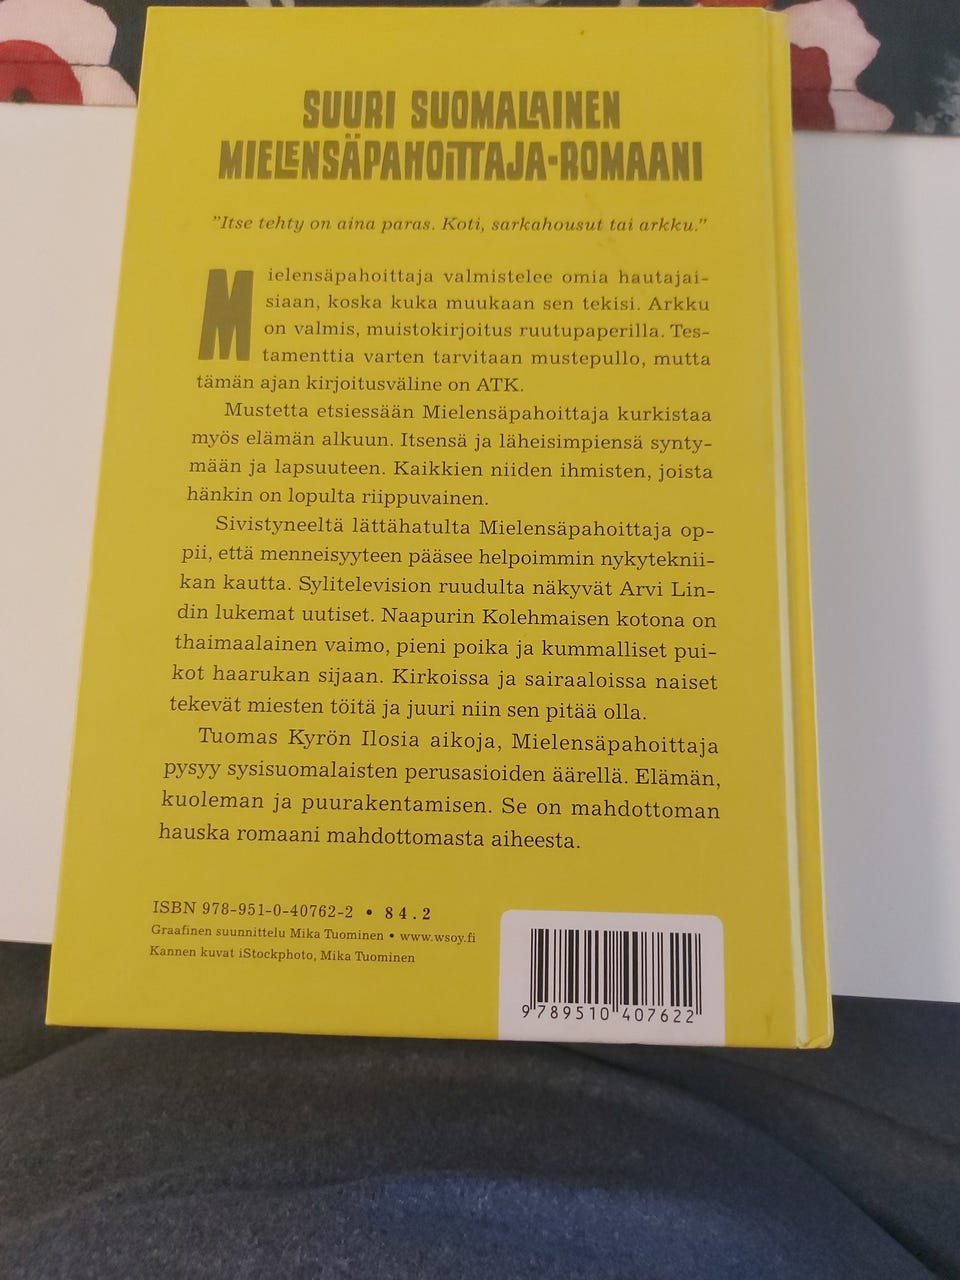 SUURI SUOMALAINEN
MIELENSÄPAHOITTAJA-ROMAANI
"Itse tehty on aina paras. Koti, sarkahousut tai arkku."
Mielensäpahoittaja valmistelee omia hautajai-
siaan, koska kuka muukaan sen tekisi. Arkku
on valmis, muistokirjoitus ruutupaperilla. Tes-
tamenttia varten tarvitaan mustepullo, mutta
tämän ajan kirjoitusväline on ATK.
Mustetta etsiessään Mielensäpahoittaja kurkistaa
myös elämän alkuun. Itsensä ja läheisimpiensä synty-
mään ja lapsuuteen. Kaikkien niiden ihmisten, joista
hänkin on lopulta riippuvainen.
Sivistyneeltä lättähatulta Mielensäpahoittaja op-
pii, että menneisyyteen pääsee helpoimmin nykyteknii-
kan kautta. Sylitelevision ruudulta näkyvät Arvi Lin-
din lukemat uutiset. Naapurin Kolehmaisen kotona on
thaimaalainen vaimo, pieni poika ja kummalliset pui-
kot haarukan sijaan. Kirkoissa ja sairaaloissa naiset
tekevät miesten töitä ja juuri niin sen pitää olla.
Tuomas Kyrön Ilosia aikoja, Mielensäpahoittaja
pysyy sysisuomalaisten perusasioiden äärellä. Elämän,
kuoleman ja puurakentamisen. Se on mahdottoman
hauska romaani mahdottomasta aiheesta.
ISBN 978-951-0-40762-2 • 84.2
Graafinen suunnittelu Mika Tuominen • www.wsoy.fi
Kannen kuvat iStockphoto, Mika Tuominen
9 789510 407622